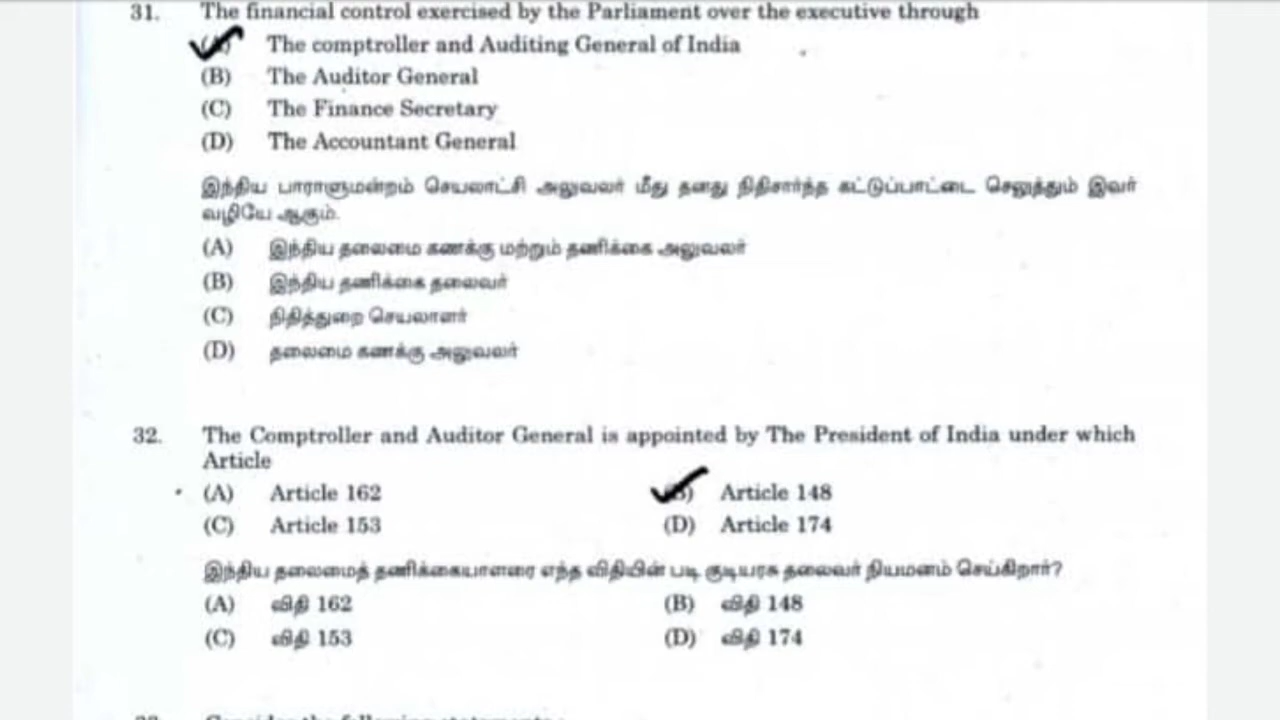 31. The financial control exercised by the Parliament over the executive through
The comptroller and Auditing General of India
(B) The Auditor General
(C) The Finance Secretary
(D) The Accountant General
இந்திய பாராளுமன்றம் செயலாட்சி அலுவலர் மீது தனது நிதிசார்ந்த கட்டுப்பாட்டை செலுத்தும் இவர்
வழியே ஆகும்.
(A) இந்திய தலைமை கணக்கு மற்றும் தணிக்கை அலுவலர்
(B) இந்திய தணிக்கை தலைவர்
(C) நிதித்துறை செயலாளர்
(D) தலைமை கணக்கு அலுவலர்
32. The Comptroller and Auditor General is appointed by The President of India under which
Article
(A) Article 162 Article 148
(C) Article 153 (D) Article 174
இந்திய தலைமைத் தணிக்கையாளரை எந்த விதியின் படி குடியரசு தலைவர் நியமனம் செய்கிறார்?
(A) விதி 162 (B) விதி 148
(C) விதி 153 (D) விதி 174